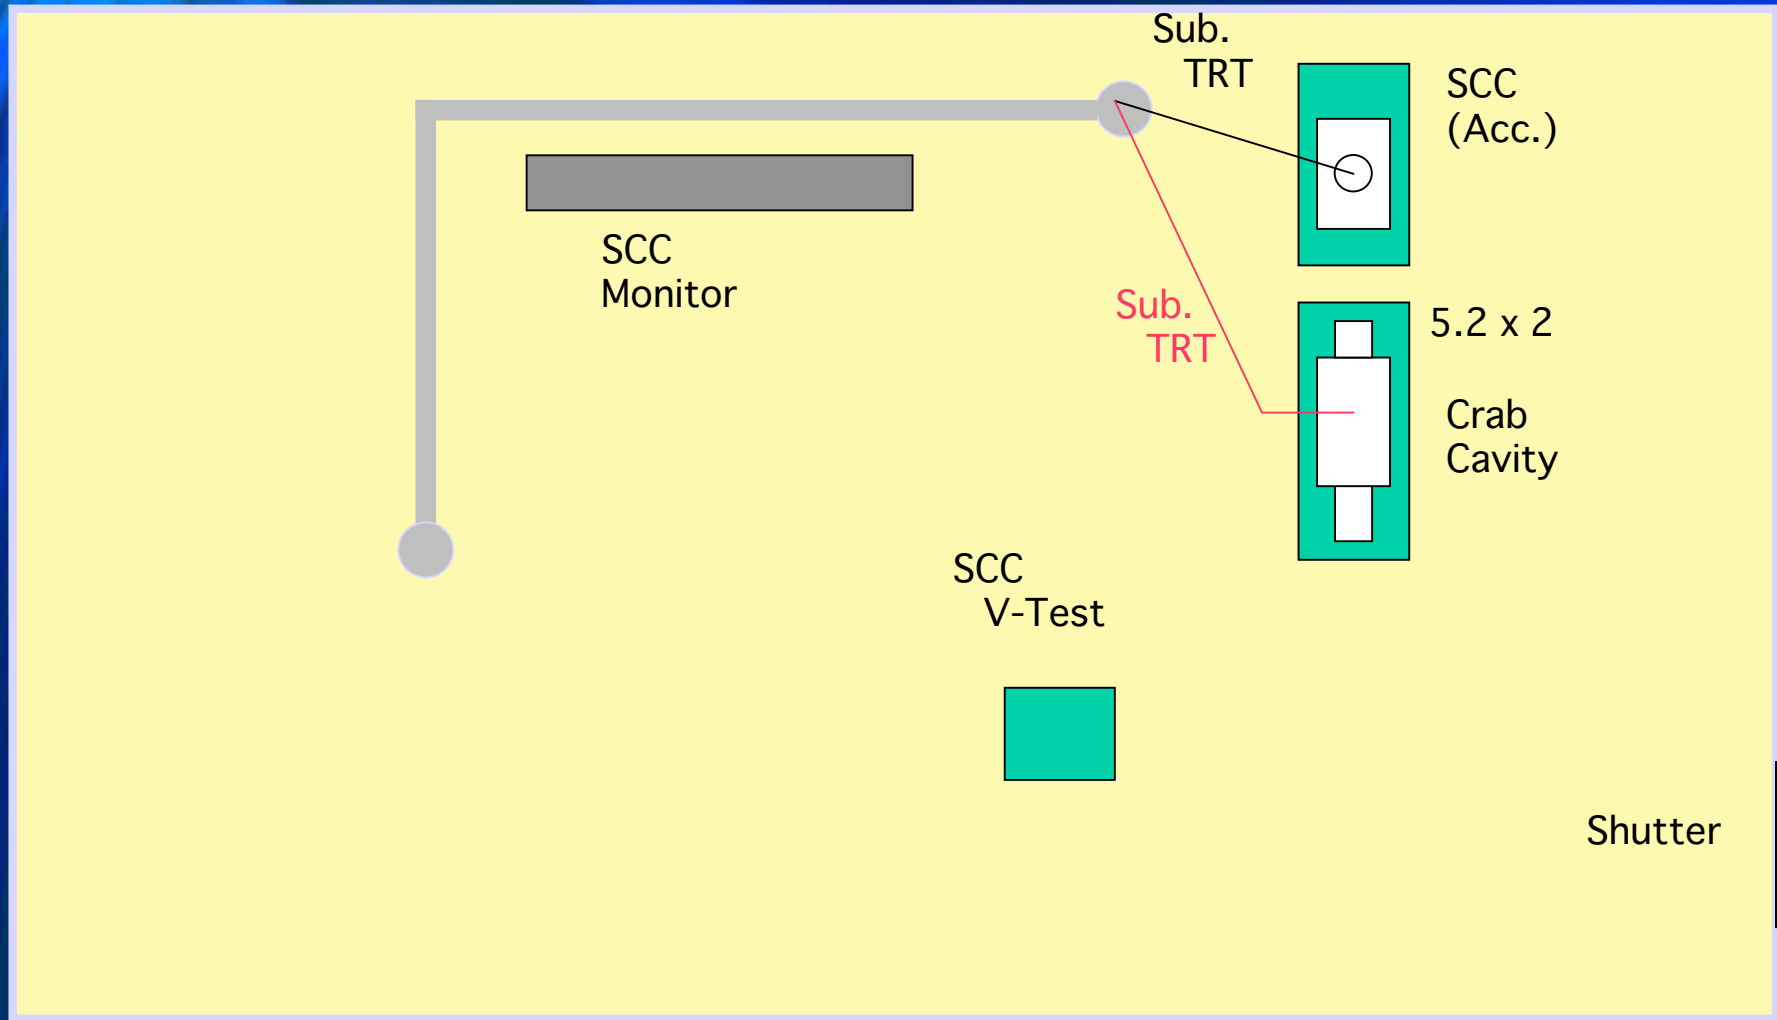 Sub.
TRT
SCC
(Acc.)
SCC
Monitor
Sub.
TRT
5.2 x 2
Crab
Cavity
SCC
V-Test
Shutter